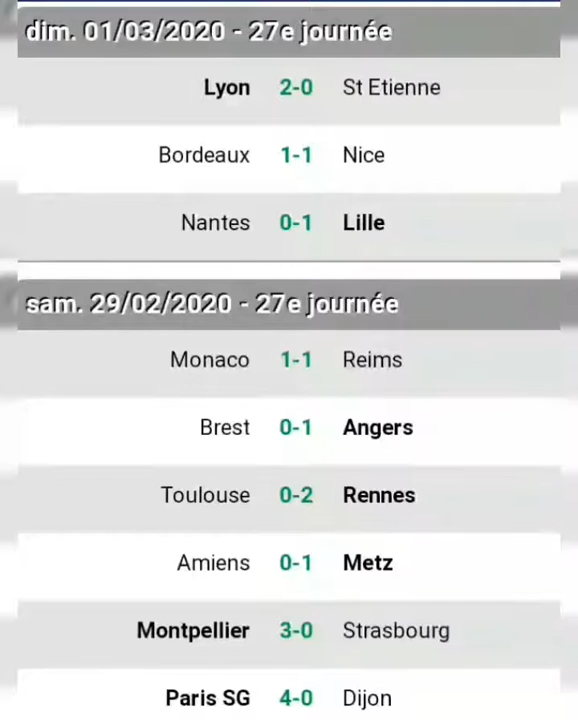 dim. 01/03/2020 - 27e journée
Lyon 2-0 St Etienne
Bordeaux 1-1 Nice
Nantes 0-1 Lille
sam. 29/02/2020 - 27e journée
Monaco 1-1 Reims
Brest 0-1 Angers
Toulouse 0-2 Rennes
Amiens 0-1 Metz
Montpellier 3-0 Strasbourg
Paris SG 4-0 Dijon